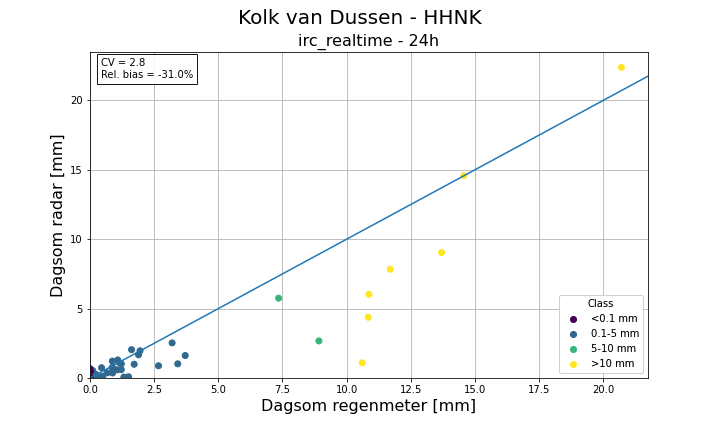 Kolk van Dussen - HHNK
irc_realtime - 24h
CV = 2.8
Rel. bias = -31.0%
Dagsom radar [mm]
20
15
10
5
0
Class
<0.1 mm
0.1-5 mm
5-10 mm
>10 mm
0.0 2.5 5.0 7.5 10.0 12.5 15.0 17.5 20.0
Dagsom regenmeter [mm]